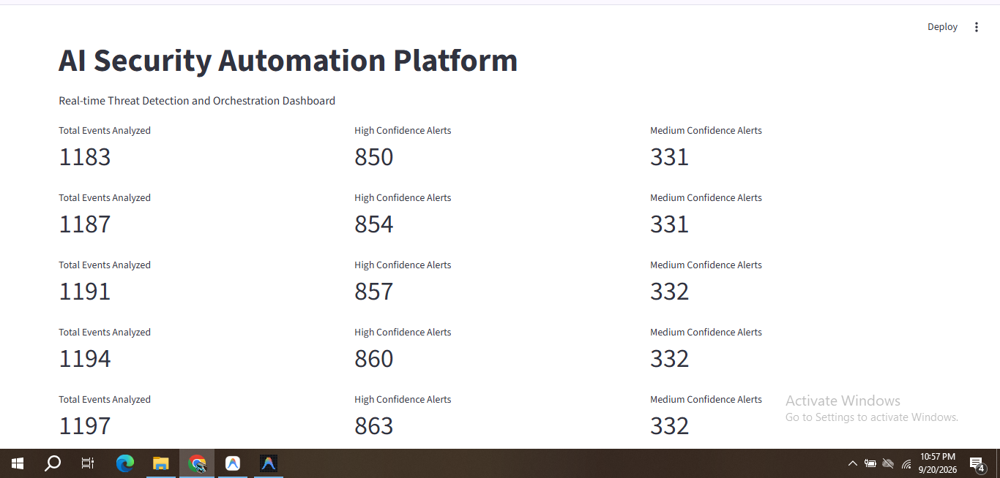 Deploy
AI Security Automation Platform
Real-time Threat Detection and Orchestration Dashboard
Total Events Analyzed High Confidence Alerts Medium Confidence Alerts
1183 850 331
Total Events Analyzed High Confidence Alerts Medium Confidence Alerts
1187 854 331
Total Events Analyzed High Confidence Alerts Medium Confidence Alerts
1191 857 332
Total Events Analyzed High Confidence Alerts Medium Confidence Alerts
1194 860 332
Total Events Analyzed High Confidence Alerts Medium Confidence Alerts
1197 863 332
Activate Windows
Go to Settings to activate Windows.
10:57 PM
9/20/2026
4